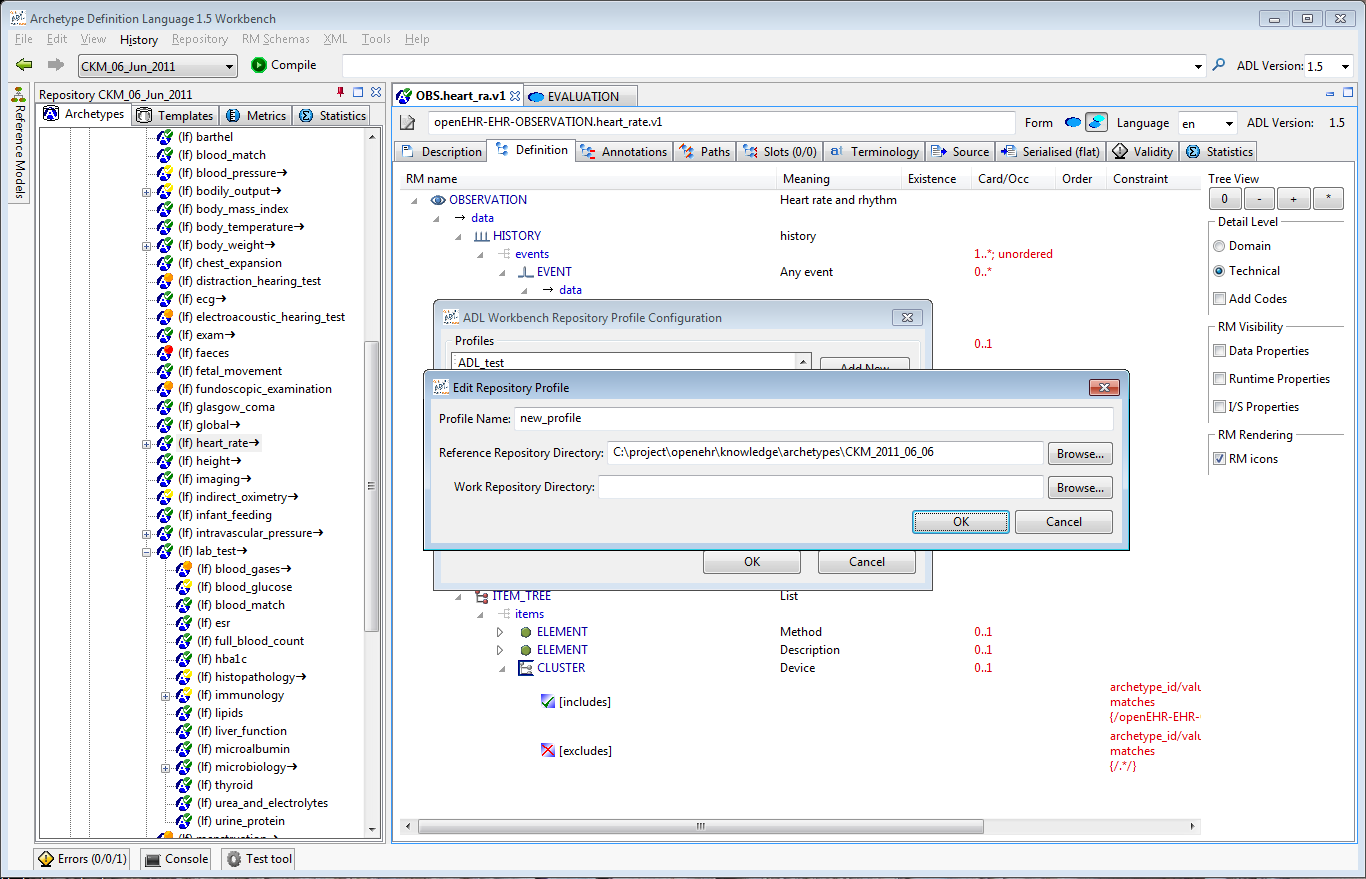 Archetype Definition Language 1.5 Workbench
File Edit View History Repository RM Schemas XML Tools Help
CKM_06_Jun_2011 Compile ADL Version: 1.5
Reference Models
Repository CKM_06_Jun_2011
Archetypes Templates Metrics Statistics
(lf) barthel
(lf) blood_match
(lf) blood_pressure→
(lf) bodily_output→
(lf) body_mass_index
(lf) body_temperature→
(lf) body_weight→
(lf) chest_expansion
(lf) distraction_hearing_test
(lf) ecg→
(lf) electroacoustic_hearing_test
(lf) exam→
(lf) faeces
(lf) fetal_movement
(lf) fundoscopic_examination
(lf) glasgow_coma
(lf) global→
(lf) heart_rate→
(lf) height→
(lf) imaging→
(lf) indirect_oximetry→
(lf) infant_feeding
(lf) intravascular_pressure→
(lf) lab_test→
(lf) blood_gases→
(lf) blood_glucose
(lf) blood_match
(lf) esr
(lf) full_blood_count
(lf) hba1c
(lf) histopathology→
(lf) immunology
(lf) lipids
(lf) liver_function
(lf) microalbumin
(lf) microbiology→
(lf) thyroid
(lf) urea_and_electrolytes
(lf) urine_protein
OBS.heart_ra.v1 EVALUATION
openEHR-EHR-OBSERVATION.heart_rate.v1 Form Language en ADL Version: 1.5
Description Definition Annotations Paths Slots (0/0) Terminology Source Serialised (flat) Validity Statistics
RM name Meaning Existence Card/Occ Order Constraint
OBSERVATION Heart rate and rhythm
→ data
HISTORY history
events 1..*; unordered
EVENT Any event 0..*
→ data
0..1
ADL Workbench Repository Profile Configuration
Profiles
ADL_test Add New
Edit Repository Profile
Profile Name: new_profile
Reference Repository Directory: C:\project\openehr\knowledge\archetypes\CKM_2011_06_06 Browse...
Work Repository Directory: Browse...
OK Cancel
OK Cancel
ITEM_TREE List
items
ELEMENT Method 0..1
ELEMENT Description 0..1
CLUSTER Device 0..1
[includes] archetype_id/valu
matches
{/openEHR-EHR-
[excludes] archetype_id/valu
matches
{/.*/}
Tree View
0 - + *
Detail Level
Domain
Technical
Add Codes
RM Visibility
Data Properties
Runtime Properties
I/S Properties
RM Rendering
RM icons
Errors (0/0/1) Console Test tool